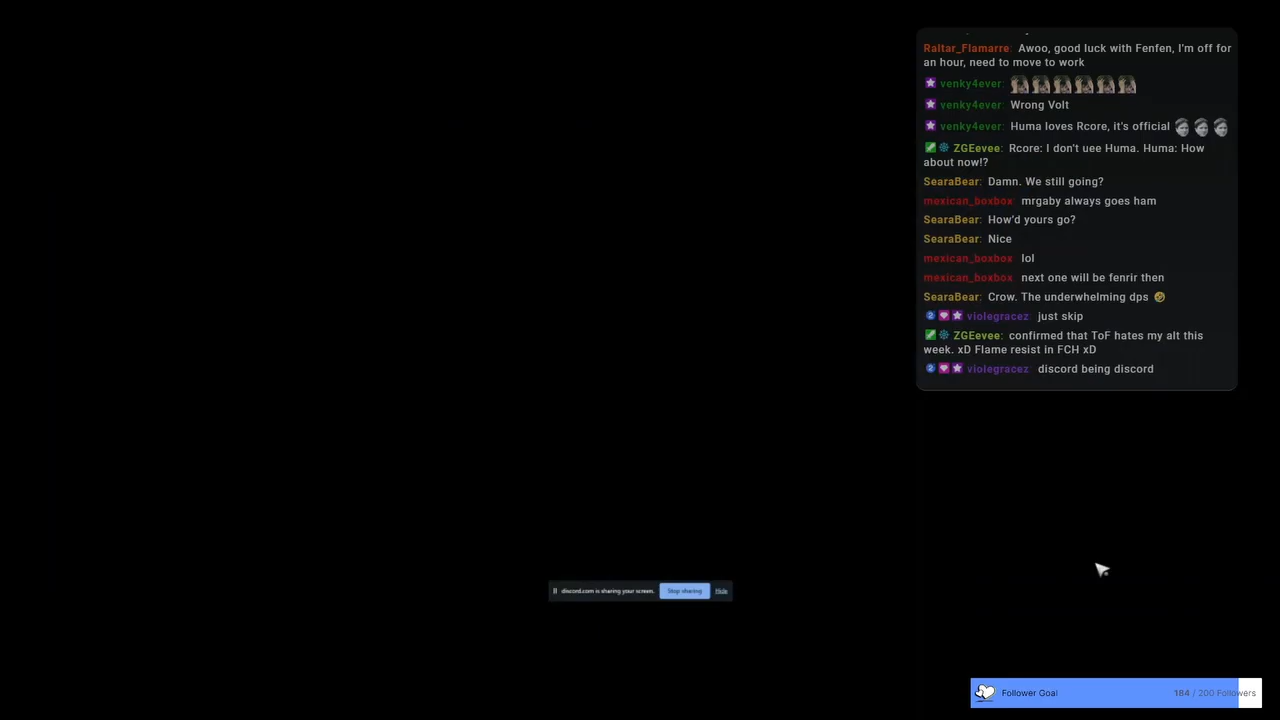 Raltar_Flamarre: Awoo, good luck with Fenfen, I'm off for
an hour, need to move to work
venky4ever:
venky4ever: Wrong Volt
venky4ever: Huma loves Rcore, it's official
ZGEevee: Rcore: I don't uee Huma. Huma: How
about now!?
SearaBear: Damn. We still going?
mexican_boxbox mrgaby always goes ham
SearaBear: How'd yours go?
SearaBear: Nice
mexican_boxbox lol
mexican_boxbox next one will be fenrir then
SearaBear: Crow. The underwhelming dps 🤣
violegracez just skip
ZGEevee: confirmed that ToF hates my alt this
week. xD Flame resist in FCH xD
violegracez discord being discord
discord.com is sharing your screen. Stop sharing Hide
Follower Goal 184 / 200 Followers